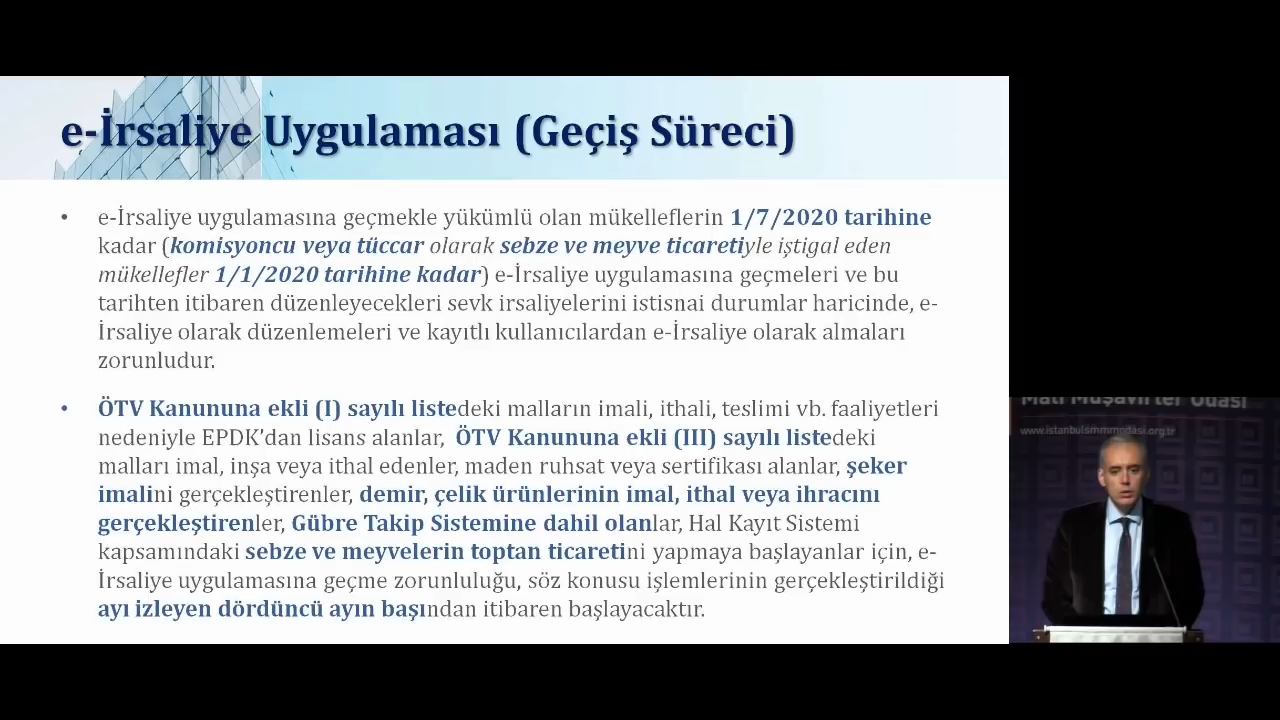 e-İrsaliye Uygulaması (Geçiş Süreci)
• e-İrsaliye uygulamasına geçmekle yükümlü olan mükelleflerin 1/7/2020 tarihine
kadar (komisyoncu veya tüccar olarak sebze ve meyve ticaretiyle iştigal eden
mükellefler 1/1/2020 tarihine kadar) e-İrsaliye uygulamasına geçmeleri ve bu
tarihten itibaren düzenleyecekleri sevk irsaliyelerini istisnai durumlar haricinde, e-
İrsaliye olarak düzenlemeleri ve kayıtlı kullanıcılardan e-İrsaliye olarak almaları
zorunludur.
• ÖTV Kanununa ekli (I) sayılı listedeki malların imali, ithali, teslimi vb. faaliyetleri
nedeniyle EPDK’dan lisans alınlar, ÖTV Kanununa ekli (III) sayılı listedeki
malları imal, inşa veya ithal edenler, maden ruhsat veya sertifikası alanlar, şeker
imalini gerçekleştirenler, demir, çelik ürünlerinin imal, ithal veya ihracını
gerçekleştirenler, Gübre Takip Sistemine dahil olanlar, Hal Kayıt Sistemi
kapsamındaki sebze ve meyvelerin toptan ticaretini yapmaya başlayanlar için, e-
İrsaliye uygulamasına geçme zorunluluğu, söz konusu işlemlerinin gerçekleştirildiği
ayı izleyen dördüncü ayın başından itibaren başlayacaktır.
Mali Müşavirler Odası
www.istanbulsmmmodasi.org.tr